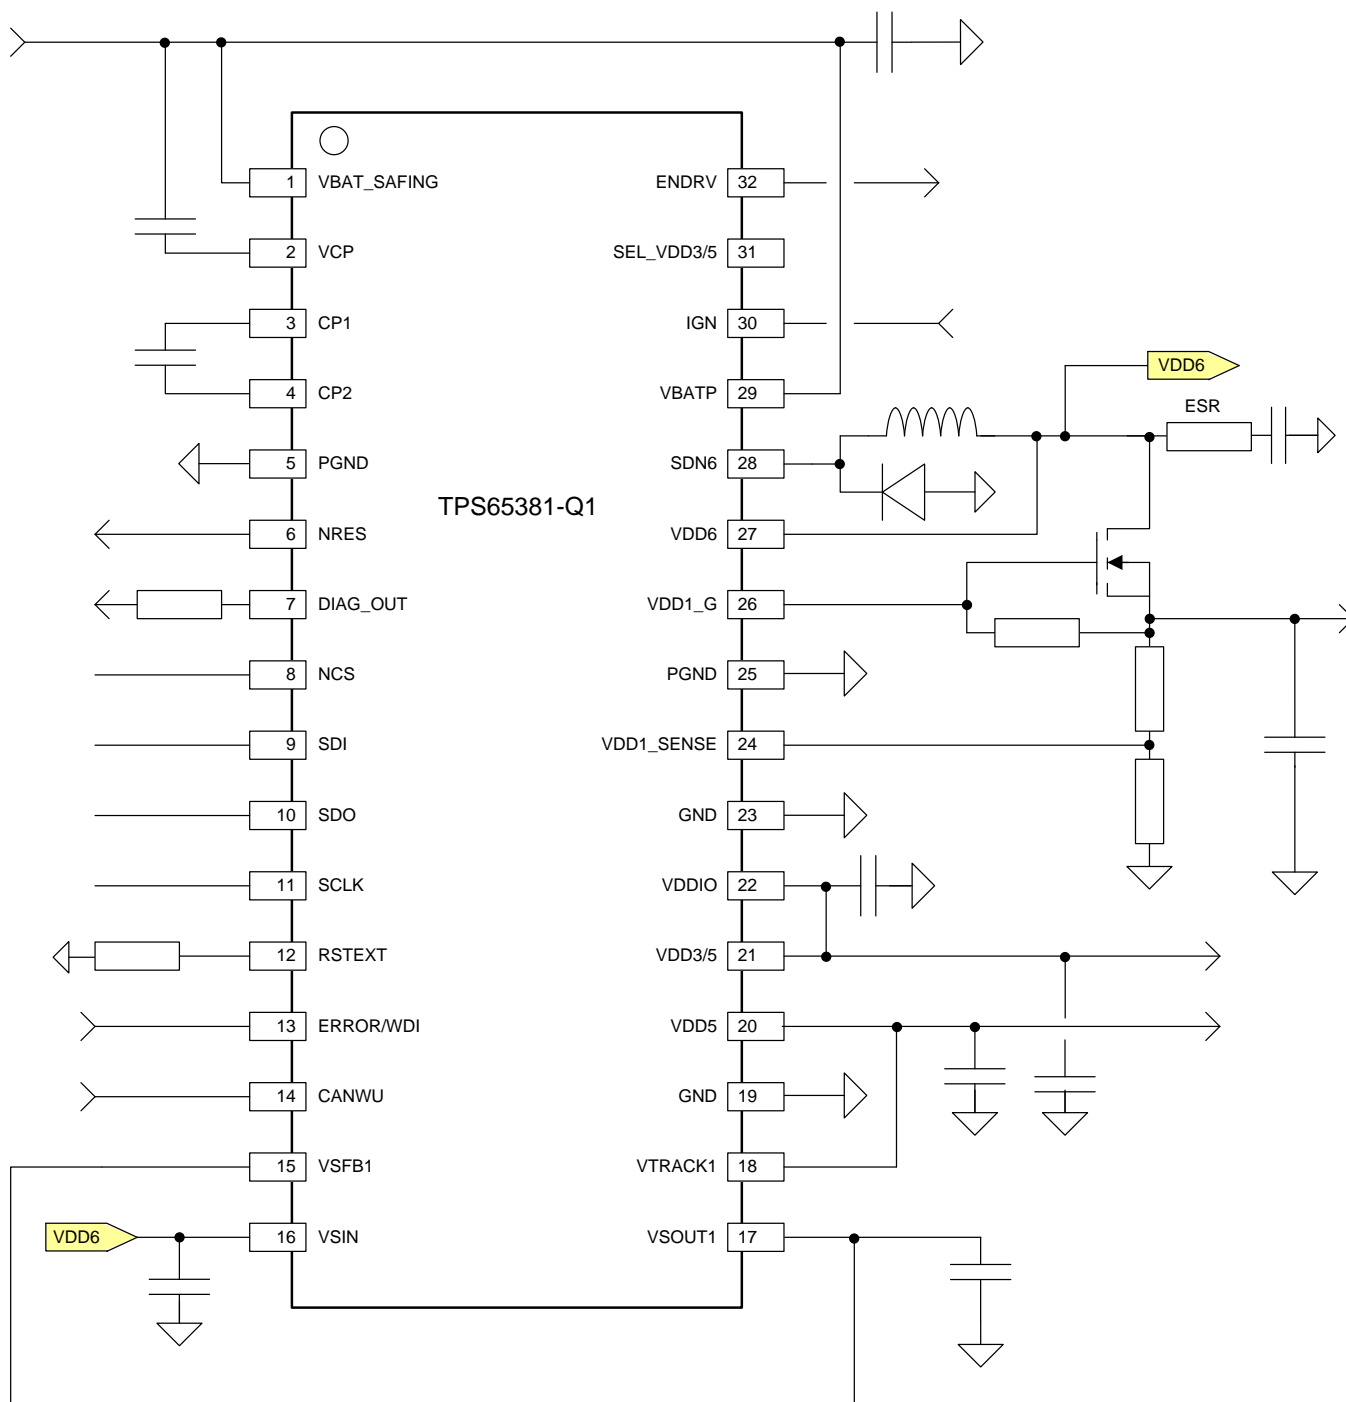 1 VBAT_SAFING ENDRV 32
2 VCP SEL_VDD3/5 31
3 CP1 IGN 30
VDD6
4 CP2 VBATP 29
ESR
5 PGND SDN6 28
TPS65381-Q1
6 NRES VDD6 27
7 DIAG_OUT VDD1_G 26
8 NCS PGND 25
9 SDI VDD1_SENSE 24
10 SDO GND 23
11 SCLK VDDIO 22
12 RSTEXT VDD3/5 21
13 ERROR/WDI VDD5 20
14 CANWU GND 19
15 VSFB1 VTRACK1 18
VDD6 16 VSIN VSOUT1 17